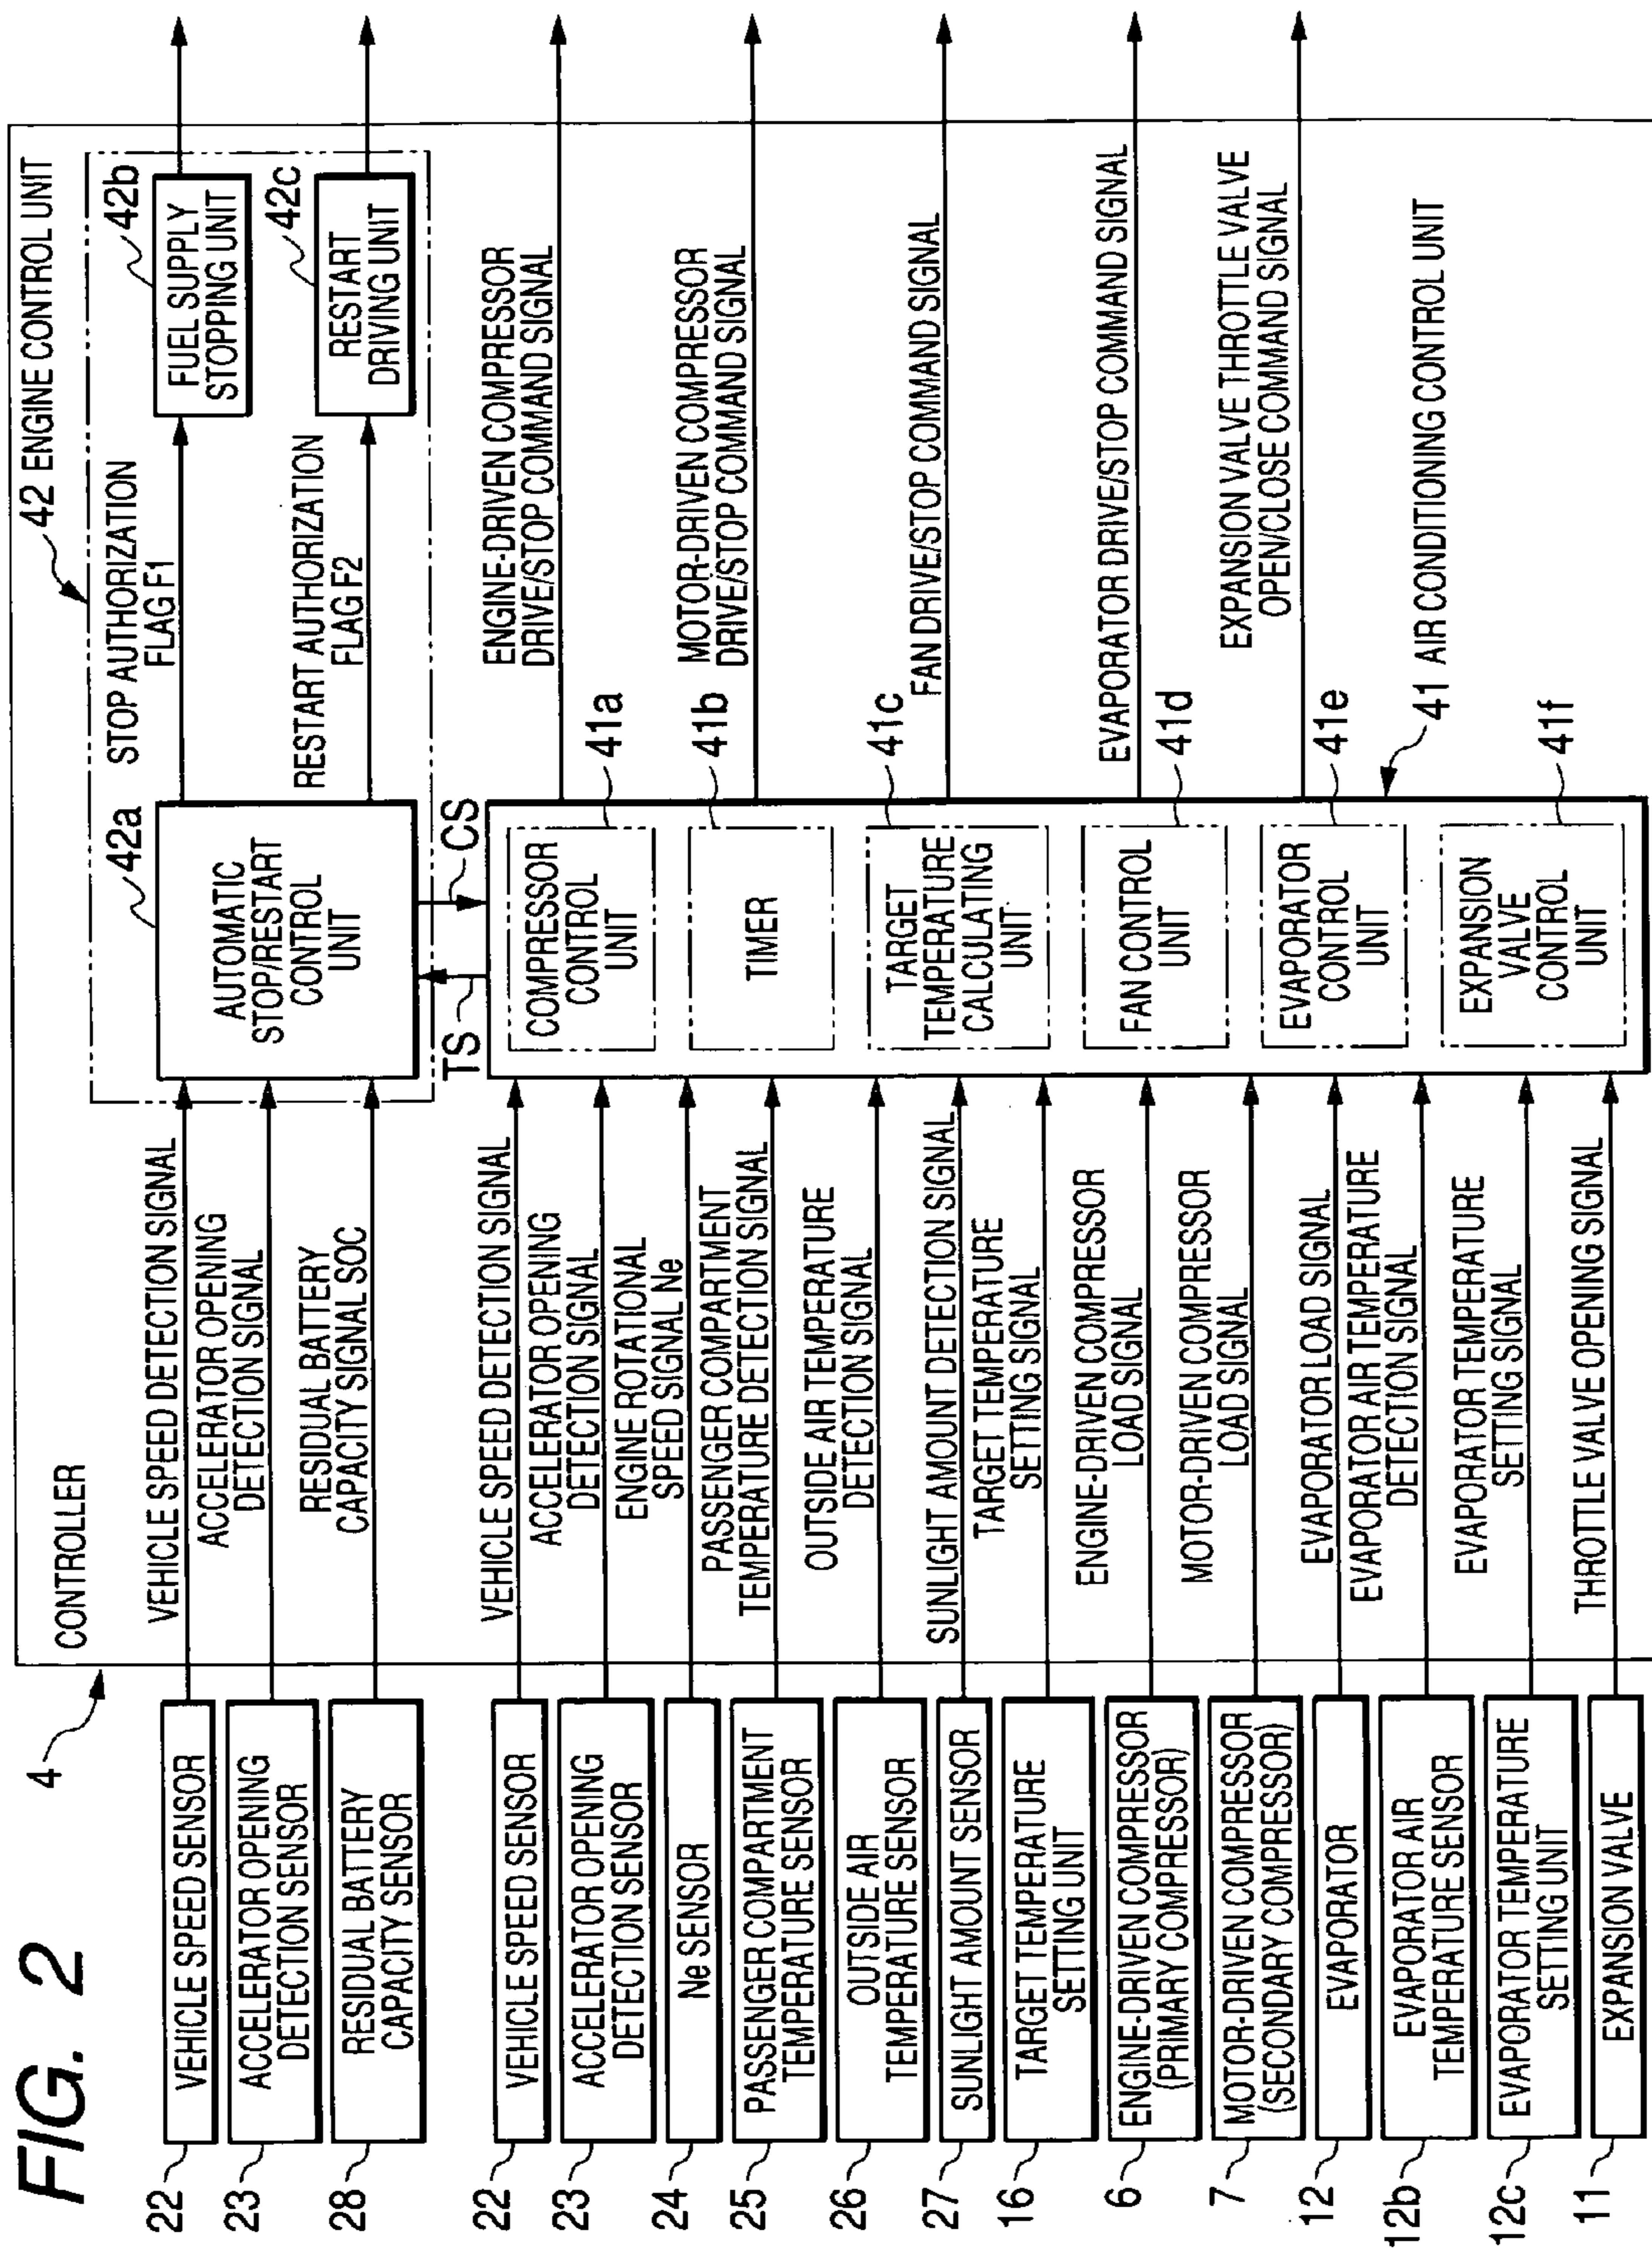 FIG. 2
4
CONTROLLER
22
VEHICLE SPEED SENSOR
VEHICLE SPEED DETECTION SIGNAL
23
ACCELERATOR OPENING
DETECTION SENSOR
ACCELERATOR OPENING
DETECTION SIGNAL
28
RESIDUAL BATTERY
CAPACITY SENSOR
RESIDUAL BATTERY
CAPACITY SIGNAL SOC
42 ENGINE CONTROL UNIT
42a
AUTOMATIC
STOP/RESTART
CONTROL
UNIT
STOP AUTHORIZATION
FLAG F1
42b
FUEL SUPPLY
STOPPING UNIT
RESTART AUTHORIZATION
FLAG F2
42c
RESTART
DRIVING UNIT
TS
CS
22
VEHICLE SPEED SENSOR
VEHICLE SPEED DETECTION SIGNAL
23
ACCELERATOR OPENING
DETECTION SENSOR
ACCELERATOR OPENING
DETECTION SIGNAL
24
Ne SENSOR
ENGINE ROTATIONAL
SPEED SIGNAL Ne
25
PASSENGER COMPARTMENT
TEMPERATURE SENSOR
PASSENGER COMPARTMENT
TEMPERATURE DETECTION SIGNAL
26
OUTSIDE AIR
TEMPERATURE SENSOR
OUTSIDE AIR TEMPERATURE
DETECTION SIGNAL
27
SUNLIGHT AMOUNT SENSOR
SUNLIGHT AMOUNT DETECTION SIGNAL
16
TARGET TEMPERATURE
SETTING UNIT
TARGET TEMPERATURE
SETTING SIGNAL
6
ENGINE-DRIVEN COMPRESSOR
(PRIMARY COMPRESSOR)
ENGINE-DRIVEN COMPRESSOR
LOAD SIGNAL
7
MOTOR-DRIVEN COMPRESSOR
(SECONDARY COMPRESSOR)
MOTOR-DRIVEN COMPRESSOR
LOAD SIGNAL
12
EVAPORATOR
EVAPORATOR LOAD SIGNAL
12b
EVAPORATOR AIR
TEMPERATURE SENSOR
EVAPORATOR AIR TEMPERATURE
DETECTION SIGNAL
12c
EVAPORATOR TEMPERATURE
SETTING UNIT
EVAPORATOR TEMPERATURE
SETTING SIGNAL
11
EXPANSION VALVE
THROTTLE VALVE OPENING SIGNAL
COMPRESSOR
CONTROL
UNIT
41a
TIMER
41b
TARGET
TEMPERATURE
CALCULATING
UNIT
41c
FAN CONTROL
UNIT
41d
EVAPORATOR
CONTROL
UNIT
41e
EXPANSION
VALVE
CONTROL
UNIT
41f
41 AIR CONDITIONING CONTROL UNIT
ENGINE-DRIVEN COMPRESSOR
DRIVE/STOP COMMAND SIGNAL
MOTOR-DRIVEN COMPRESSOR
DRIVE/STOP COMMAND SIGNAL
FAN DRIVE/STOP COMMAND SIGNAL
EVAPORATOR DRIVE/STOP COMMAND SIGNAL
EXPANSION VALVE THROTTLE VALVE
OPEN/CLOSE COMMAND SIGNAL